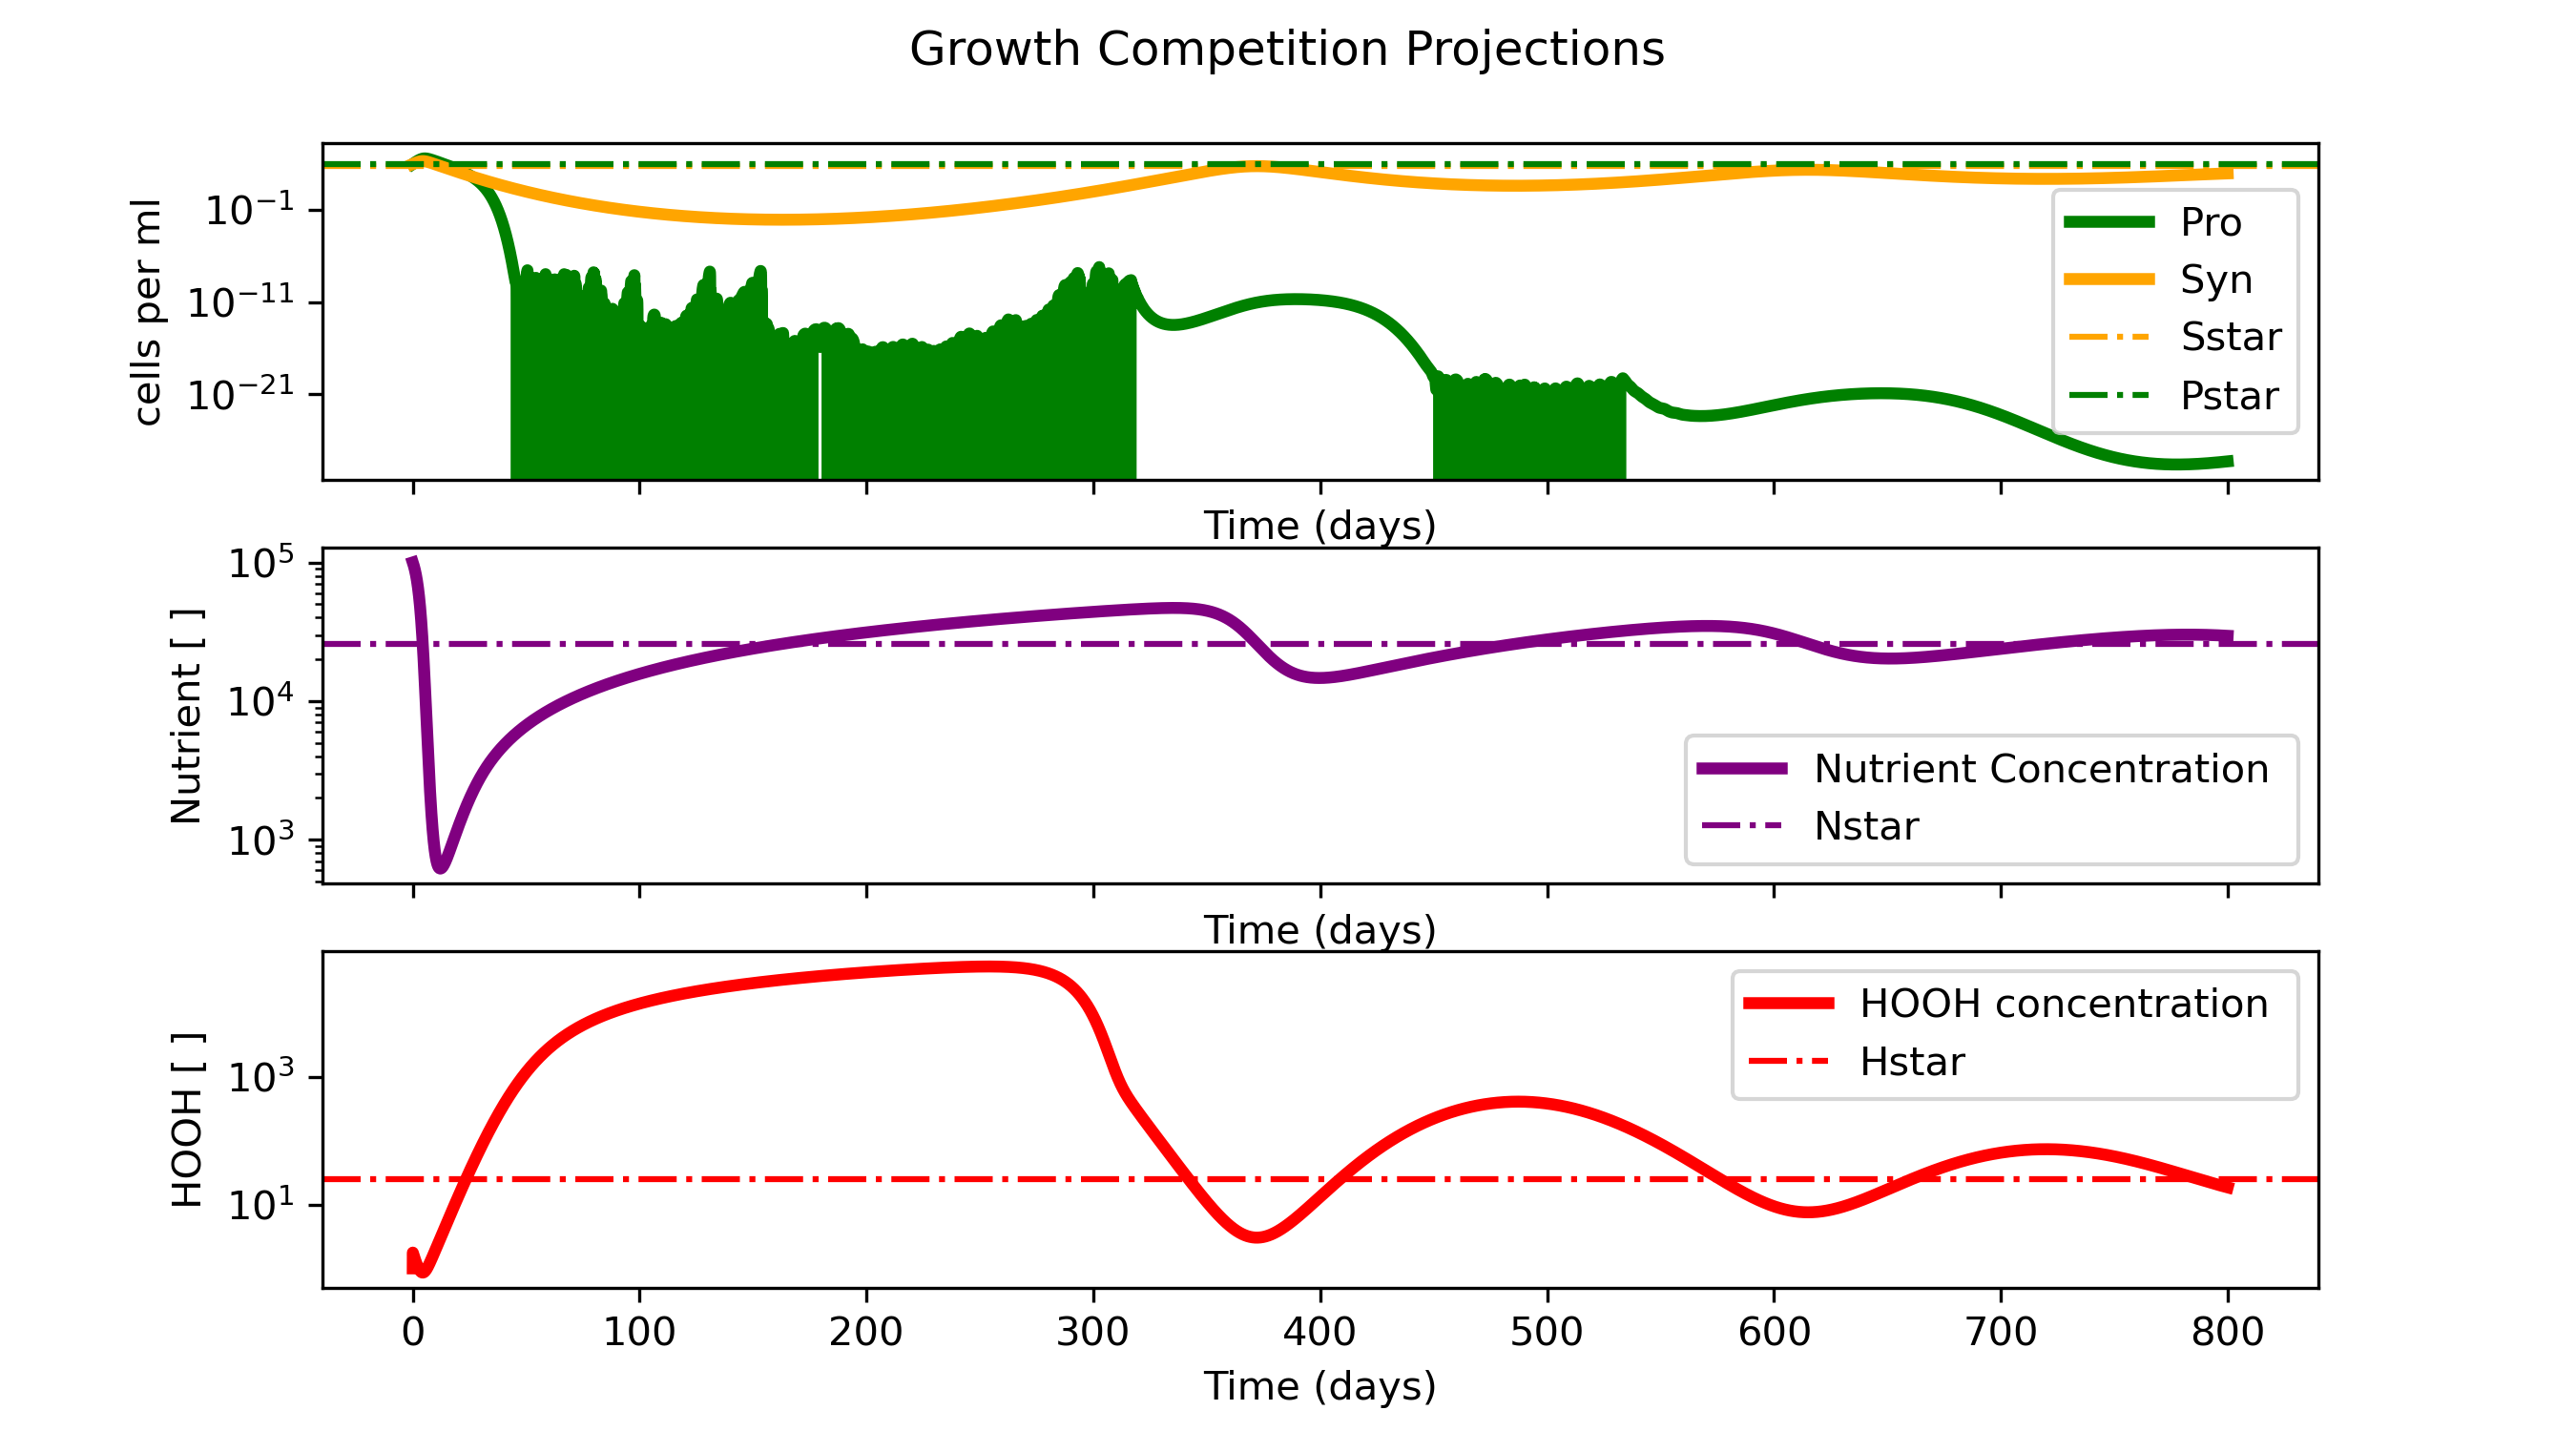 Growth Competition Projections
cells per ml
10⁻¹
10⁻¹¹
10⁻²¹
Pro
Syn
Sstar
Pstar
Time (days)
Nutrient [ ]
10⁵
10⁴
10³
Nutrient Concentration
Nstar
Time (days)
HOOH [ ]
10³
10¹
HOOH concentration
Hstar
0 100 200 300 400 500 600 700 800
Time (days)